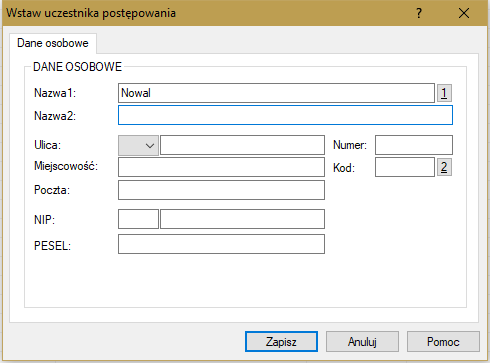 Wstaw uczestnika postępowania ? ×
Dane osobowe
DANE OSOBOWE
Nazwa1: Nowal 1
Nazwa2:
Ulica: Numer:
Miejscowość: Kod: 2
Poczta:
NIP:
PESEL:
Zapisz Anuluj Pomoc